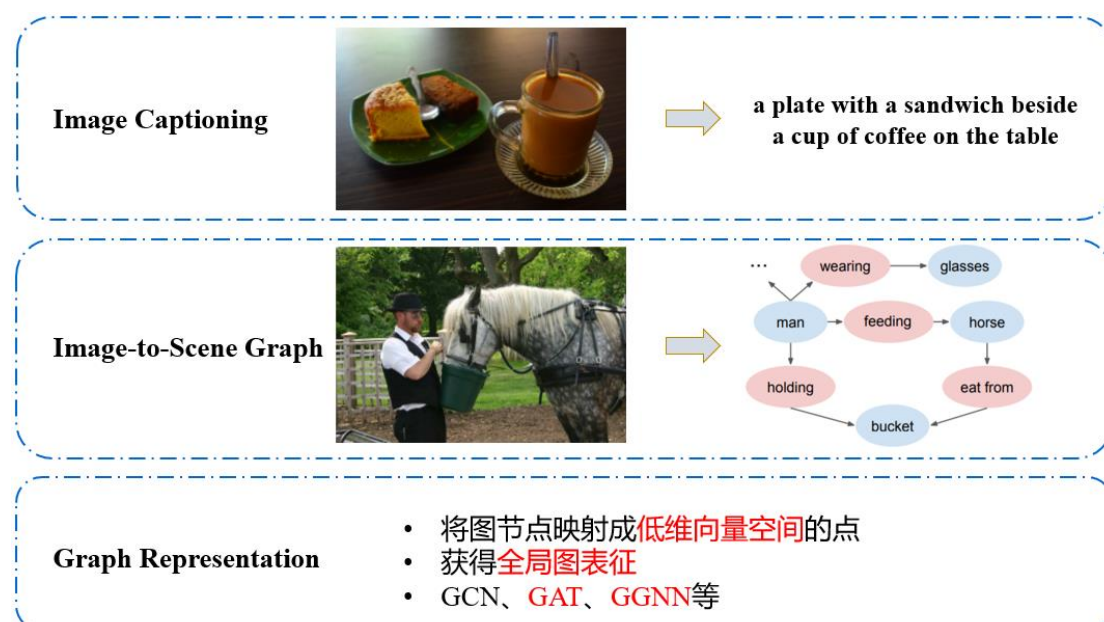 Image Captioning
a plate with a sandwich beside
a cup of coffee on the table
Image-to-Scene Graph
...
wearing
glasses
man
feeding
horse
holding
eat from
bucket
Graph Representation
• 将图节点映射成低维向量空间的点
• 获得全局图表征
• GCN、GAT、GGNN等